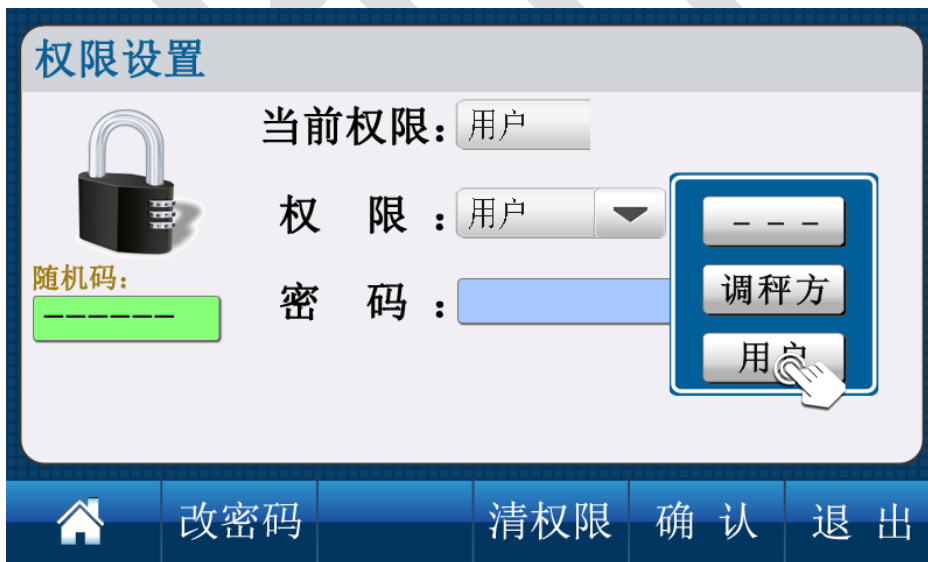 权限设置
当前权限：用户
权 限：用户
- - -
随机码：
调秤方
------
密 码：
用户
改密码 清权限 确 认 退 出